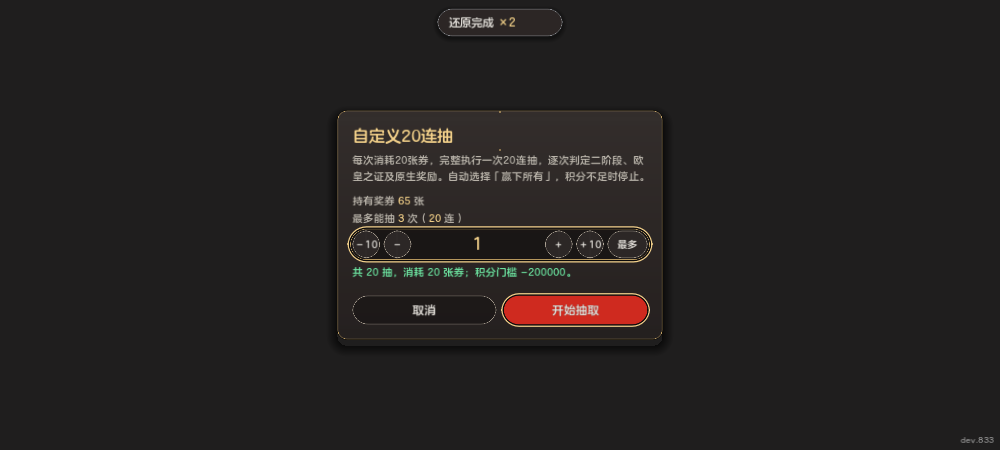 还原完成 ×2
自定义20连抽
每次消耗20张券，完整执行一次20连抽，逐次判定二阶段、欧
皇之证及原生奖励。自动选择「赢下所有」，积分不足时停止。
持有奖券 65 张
最多能抽 3 次（20 连）
−10 − 1 + +10 最多
共 20 抽，消耗 20 张券；积分门槛 −200000。
取消 开始抽取
dev.833